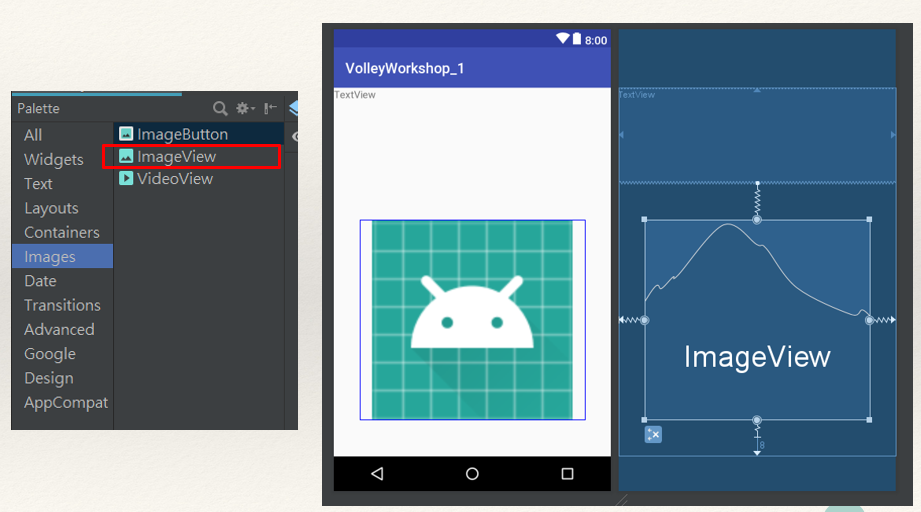 Palette
All
Widgets
Text
Layouts
Containers
Images
Date
Transitions
Advanced
Google
Design
AppCompat
ImageButton
ImageView
VideoView
8:00
VolleyWorkshop_1
TextView
TextView
ImageView
8